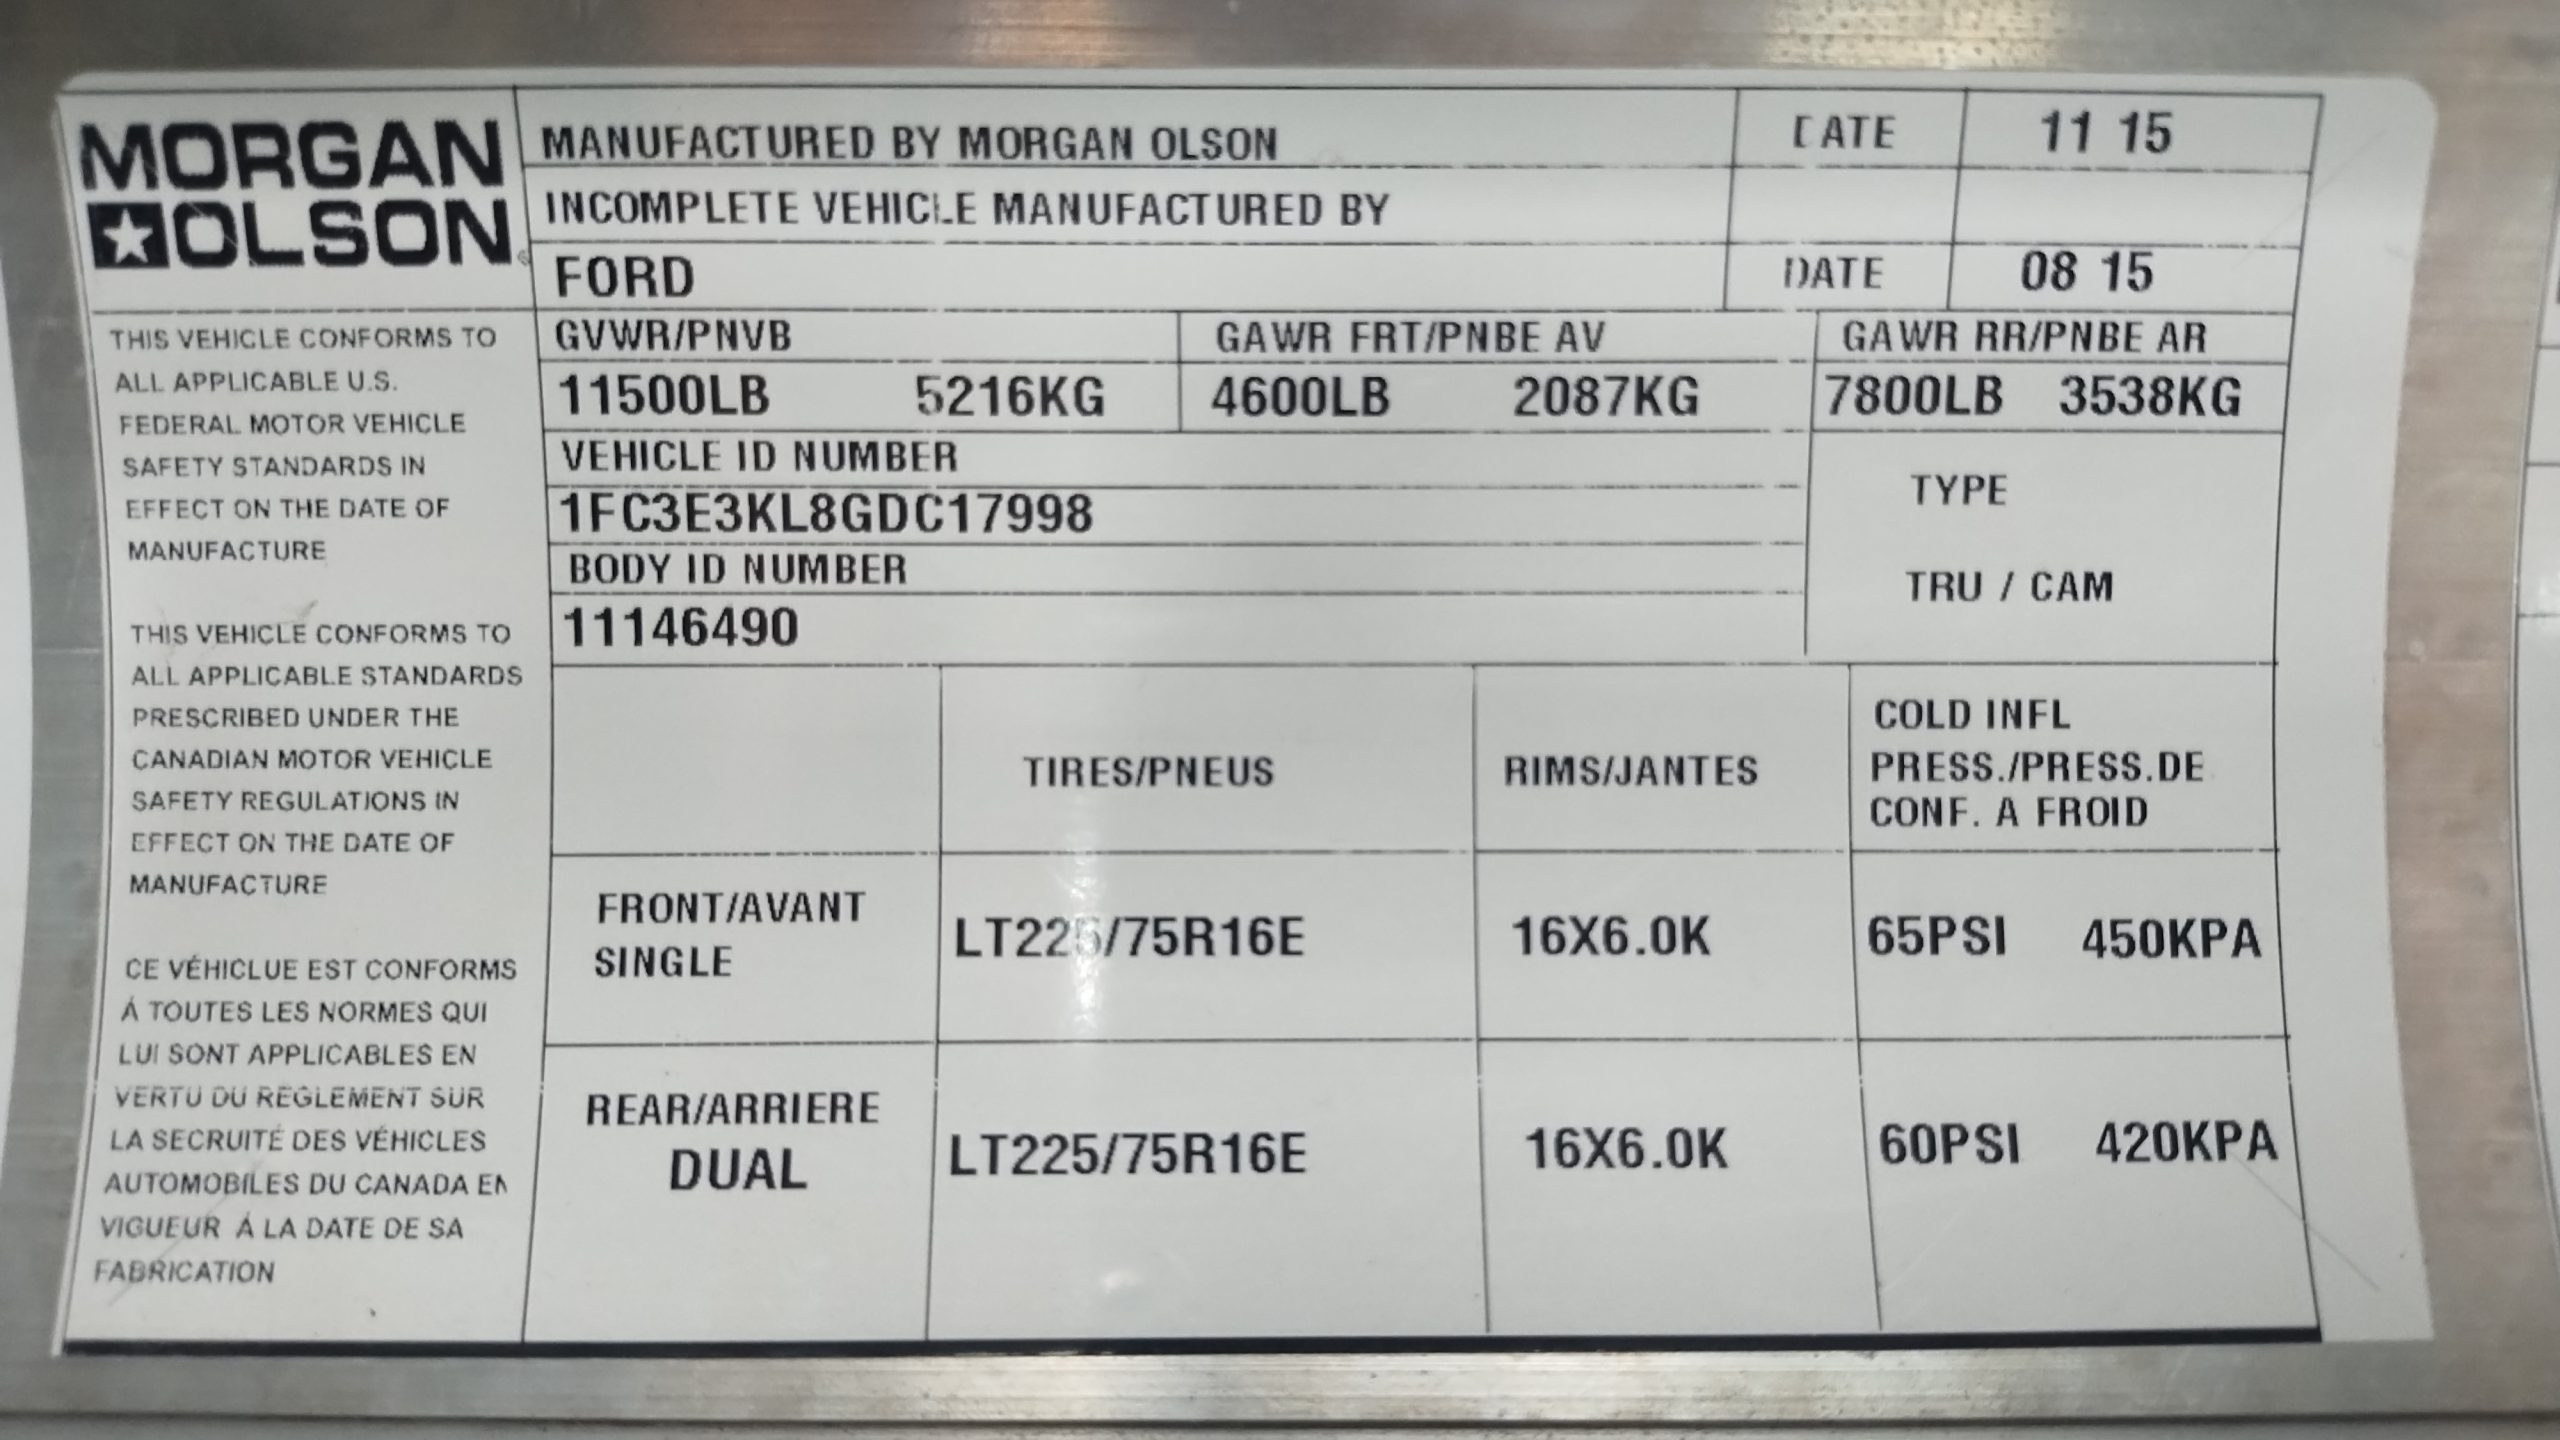 MORGAN
OLSON
MANUFACTURED BY MORGAN OLSON DATE 11 15
INCOMPLETE VEHICLE MANUFACTURED BY
FORD DATE 08 15
GVWR/PNVB GAWR FRT/PNBE AV GAWR RR/PNBE AR
11500LB 5216KG 4600LB 2087KG 7800LB 3538KG
VEHICLE ID NUMBER
1FC3E3KL8GDC17998
BODY ID NUMBER
11146490
TYPE
TRU / CAM
TIRES/PNEUS RIMS/JANTES COLD INFL
PRESS./PRESS.DE
CONF. A FROID
FRONT/AVANT
SINGLE
LT225/75R16E 16X6.0K 65PSI 450KPA
REAR/ARRIERE
DUAL
LT225/75R16E 16X6.0K 60PSI 420KPA
THIS VEHICLE CONFORMS TO
ALL APPLICABLE U.S.
FEDERAL MOTOR VEHICLE
SAFETY STANDARDS IN
EFFECT ON THE DATE OF
MANUFACTURE
THIS VEHICLE CONFORMS TO
ALL APPLICABLE STANDARDS
PRESCRIBED UNDER THE
CANADIAN MOTOR VEHICLE
SAFETY REGULATIONS IN
EFFECT ON THE DATE OF
MANUFACTURE
CE VÉHICLUE EST CONFORMS
Á TOUTES LES NORMES QUI
LUI SONT APPLICABLES EN
VERTU DU RÈGLEMENT SUR
LA SECRUITÉ DES VÉHICLES
AUTOMOBILES DU CANADA EN
VIGUEUR Á LA DATE DE SA
FABRICATION